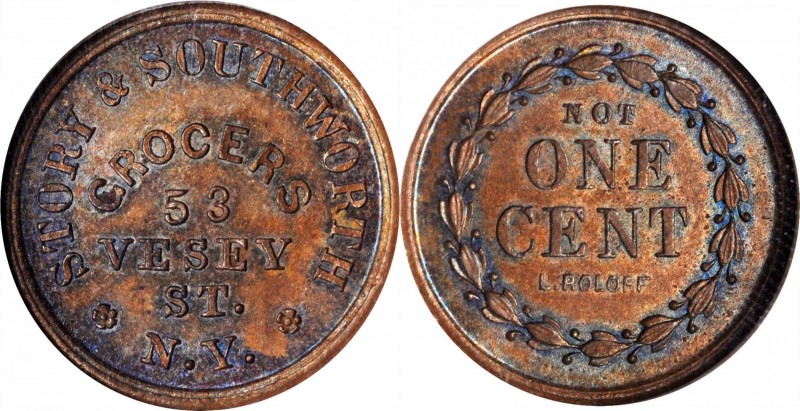 STORY & SOUTHWORTH
GROCERS
53
VESEY
ST.
N.Y.
NOT
ONE
CENT
L. ROLOFF